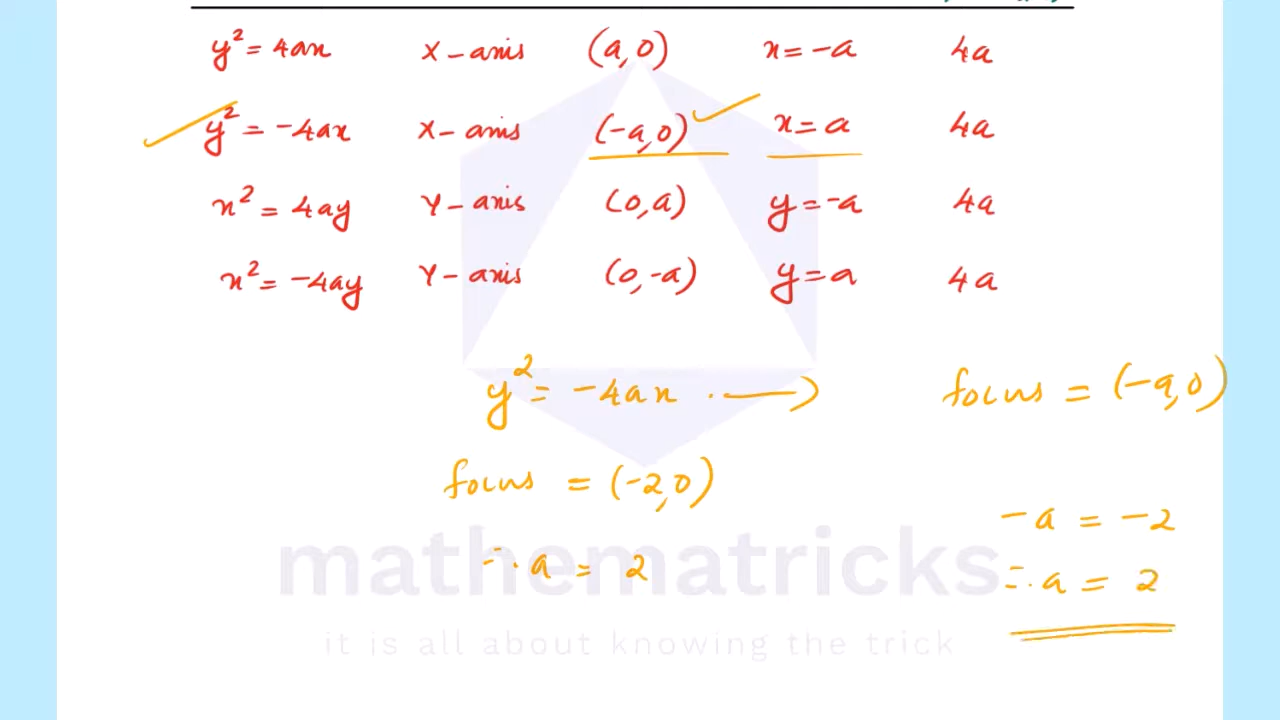 y² = 4ax X-axis (a,0) x = -a 4a
y² = -4ax X-axis (-a,0) x = a 4a
x² = 4ay Y-axis (0,a) y = -a 4a
x² = -4ay Y-axis (0,-a) y = a 4a
y² = -4ax . ⟶ focus = (-a,0)
focus = (-2,0)
-a = -2
∴ a = 2
∴ a = 2
mathematricks
it is all about knowing the trick